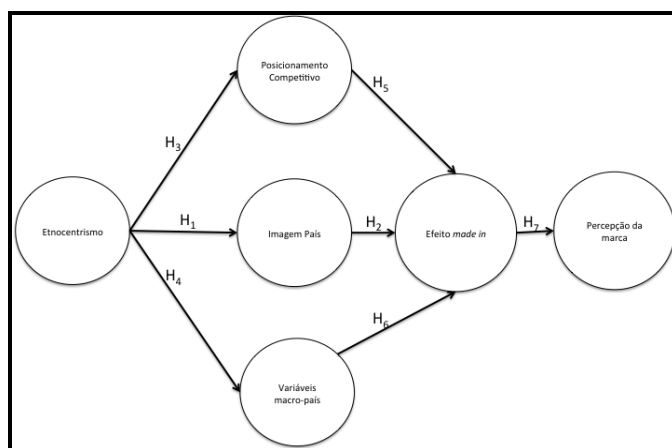 Posicionamento
Competitivo
H5
H3
Etnocentrismo
H1
Imagem País
H2
Efeito made in
H7
Percepção da
marca
H4
H6
Variáveis
macro-país